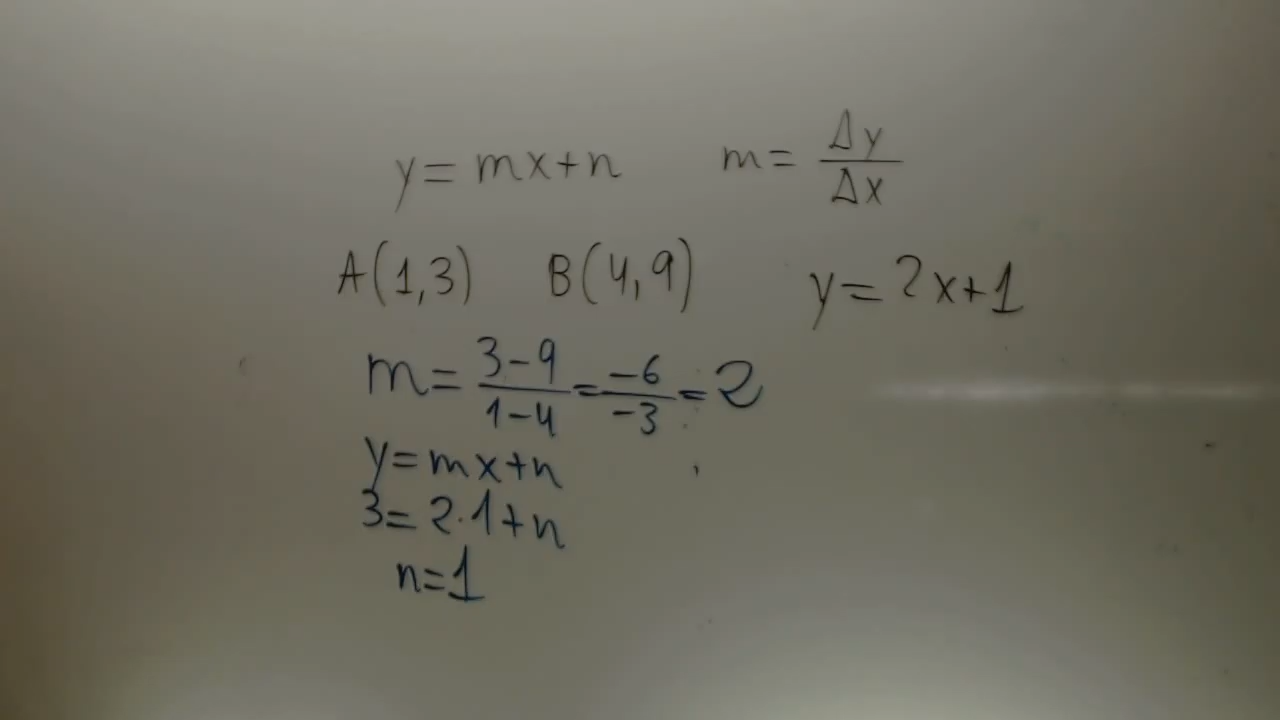 y = mx+n m = Δy/Δx
A(1,3) B(4,9) y = 2x+1
m = 3-9/1-4 = -6/-3 = 2
y = mx+n
3 = 2·1+n
n=1